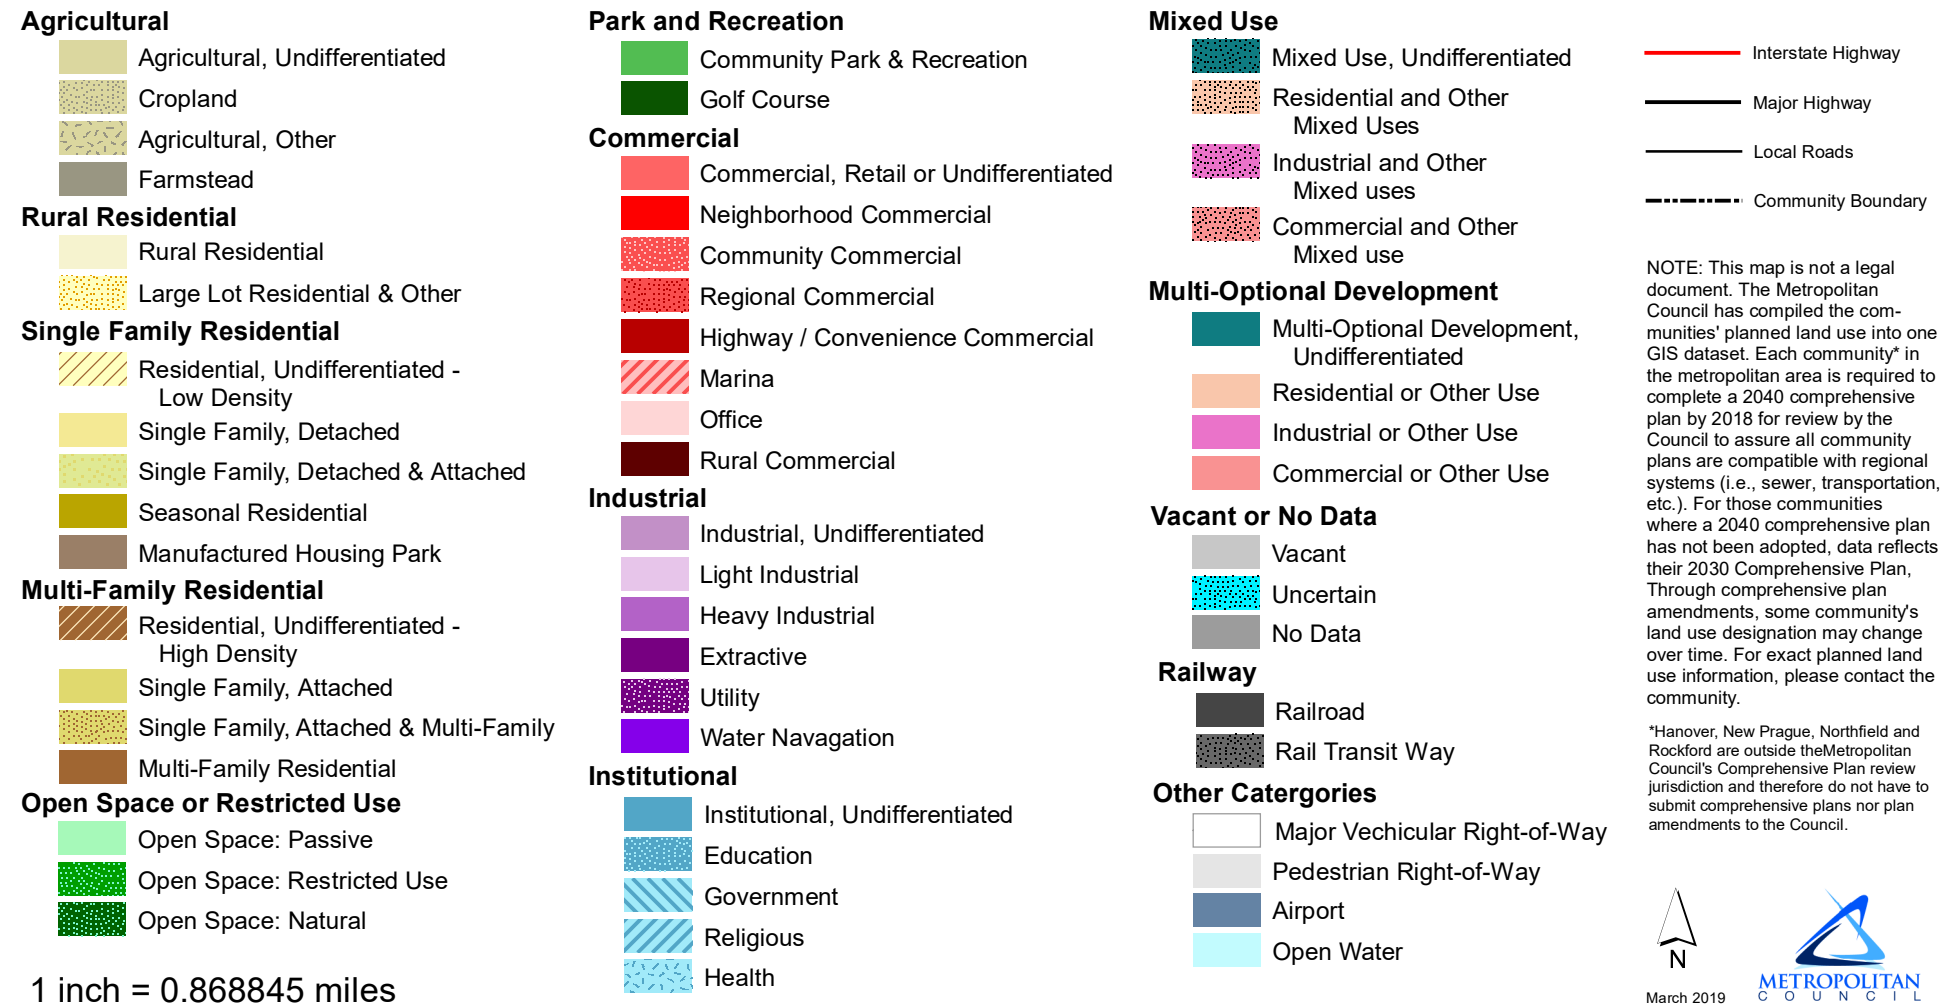 Agricultural
Agricultural, Undifferentiated
Cropland
Agricultural, Other
Farmstead
Rural Residential
Rural Residential
Large Lot Residential & Other
Single Family Residential
Residential, Undifferentiated -
Low Density
Single Family, Detached
Single Family, Detached & Attached
Seasonal Residential
Manufactured Housing Park
Multi-Family Residential
Residential, Undifferentiated -
High Density
Single Family, Attached
Single Family, Attached & Multi-Family
Multi-Family Residential
Open Space or Restricted Use
Open Space: Passive
Open Space: Restricted Use
Open Space: Natural
1 inch = 0.868845 miles
Park and Recreation
Community Park & Recreation
Golf Course
Commercial
Commercial, Retail or Undifferentiated
Neighborhood Commercial
Community Commercial
Regional Commercial
Highway / Convenience Commercial
Marina
Office
Rural Commercial
Industrial
Industrial, Undifferentiated
Light Industrial
Heavy Industrial
Extractive
Utility
Water Navagation
Institutional
Institutional, Undifferentiated
Education
Government
Religious
Health
Mixed Use
Mixed Use, Undifferentiated
Residential and Other
Mixed Uses
Industrial and Other
Mixed uses
Commercial and Other
Mixed use
Multi-Optional Development
Multi-Optional Development,
Undifferentiated
Residential or Other Use
Industrial or Other Use
Commercial or Other Use
Vacant or No Data
Vacant
Uncertain
No Data
Railway
Railroad
Rail Transit Way
Other Catergories
Major Vechicular Right-of-Way
Pedestrian Right-of-Way
Airport
Open Water
Interstate Highway
Major Highway
Local Roads
Community Boundary
NOTE: This map is not a legal
document. The Metropolitan
Council has compiled the com-
munities' planned land use into one
GIS dataset. Each community* in
the metropolitan area is required to
complete a 2040 comprehensive
plan by 2018 for review by the
Council to assure all community
plans are compatible with regional
systems (i.e., sewer, transportation,
etc.). For those communities
where a 2040 comprehensive plan
has not been adopted, data reflects
their 2030 Comprehensive Plan,
Through comprehensive plan
amendments, some community's
land use designation may change
over time. For exact planned land
use information, please contact the
community.
*Hanover, New Prague, Northfield and
Rockford are outside theMetropolitan
Council's Comprehensive Plan review
jurisdiction and therefore do not have to
submit comprehensive plans nor plan
amendments to the Council.
N
March 2019
METROPOLITAN
COUNCIL